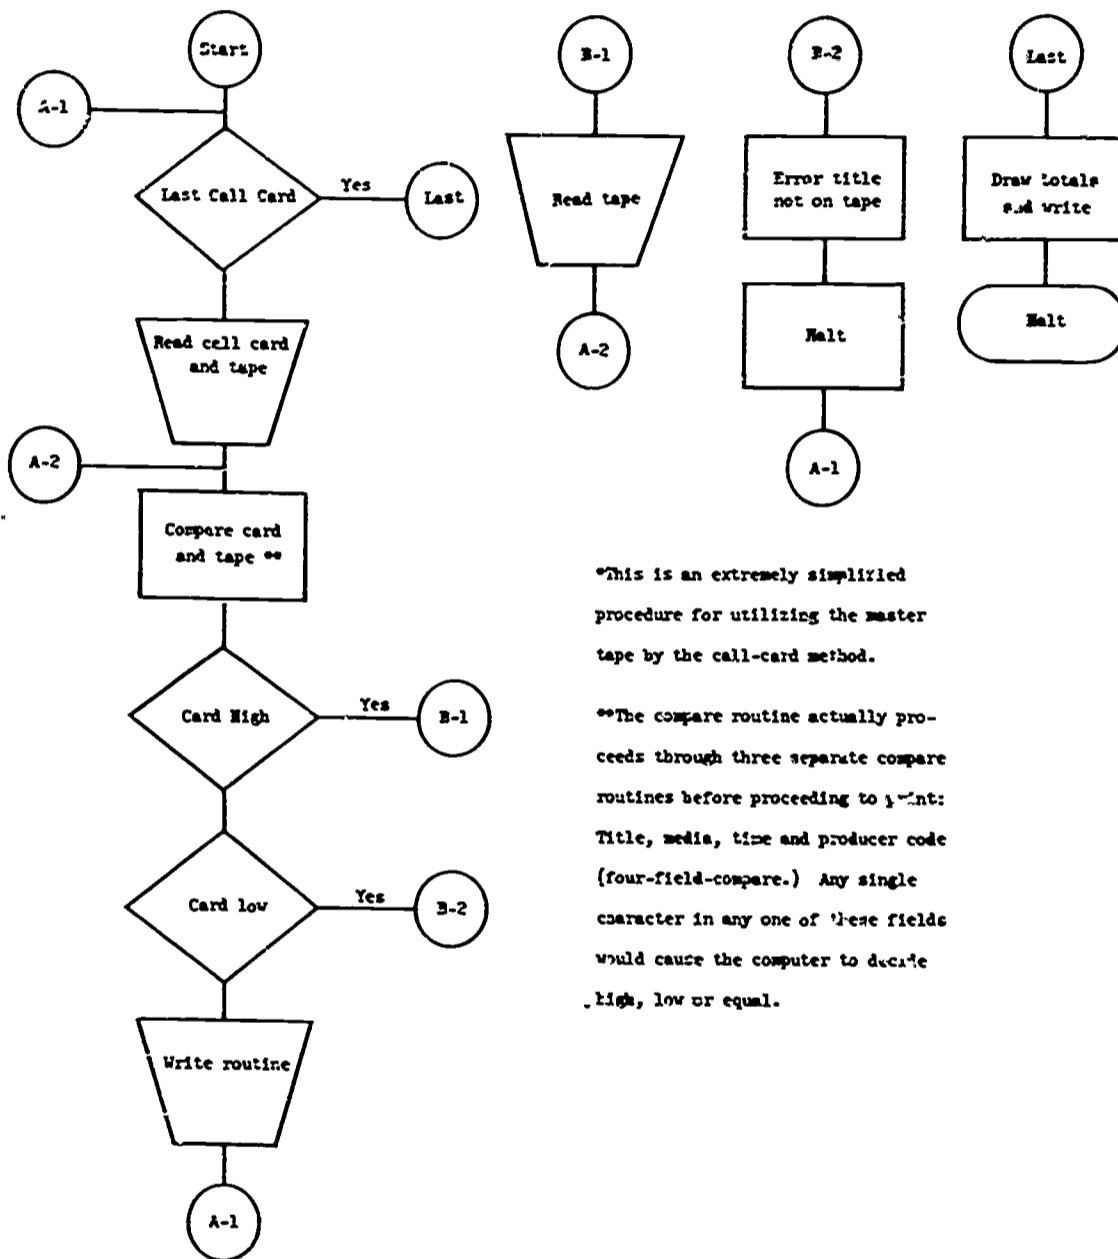 Start
A-1
Last Call Card
Yes
Last
Read cell card
and tape
A-2
Compare card
and tape **
Card High
Yes
B-1
Card low
Yes
B-2
Write routine
A-1
B-1
Read tape
A-2
B-2
Error title
not on tape
Halt
A-1
Last
Draw totals
and write
Halt
*This is an extremely simplified
procedure for utilizing the master
tape by the call-card method.
**The compare routine actually pro-
ceeds through three separate compare
routines before proceeding to print:
Title, media, time and producer code
(four-field-compare.) Any single
character in any one of these fields
would cause the computer to decide
high, low or equal.